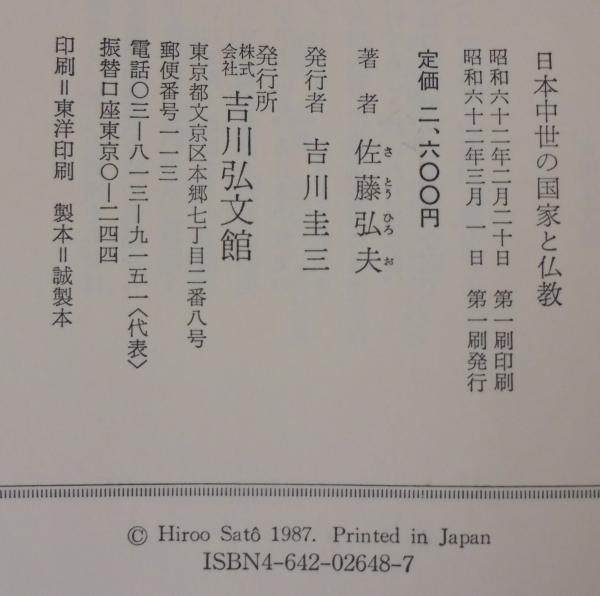 日本中世の国家と仏教
昭和六十二年二月二十日　第一刷印刷
昭和六十二年三月　一日　第一刷発行
定価　二、六〇〇円
著　者　佐藤弘夫
さとうひろお
発行者　吉川圭三
発行所
株式会社　吉川弘文館
東京都文京区本郷七丁目二番八号
郵便番号一一三
電話〇三―八一三―九一五一〈代表〉
振替口座東京〇―二四四
印刷＝東洋印刷　製本＝誠製本
© Hiroo Satô 1987. Printed in Japan
ISBN4-642-02648-7